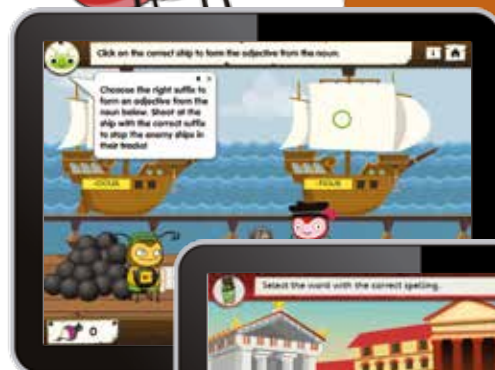 Click on the correct ship to form the adjective from the noun.
Choose the right suffix to
form an adjective from the
noun below. Shoot at the
ship with the correct suffix
to stop the enemy ships in
their tracks!
0
Select the word with the correct spelling.